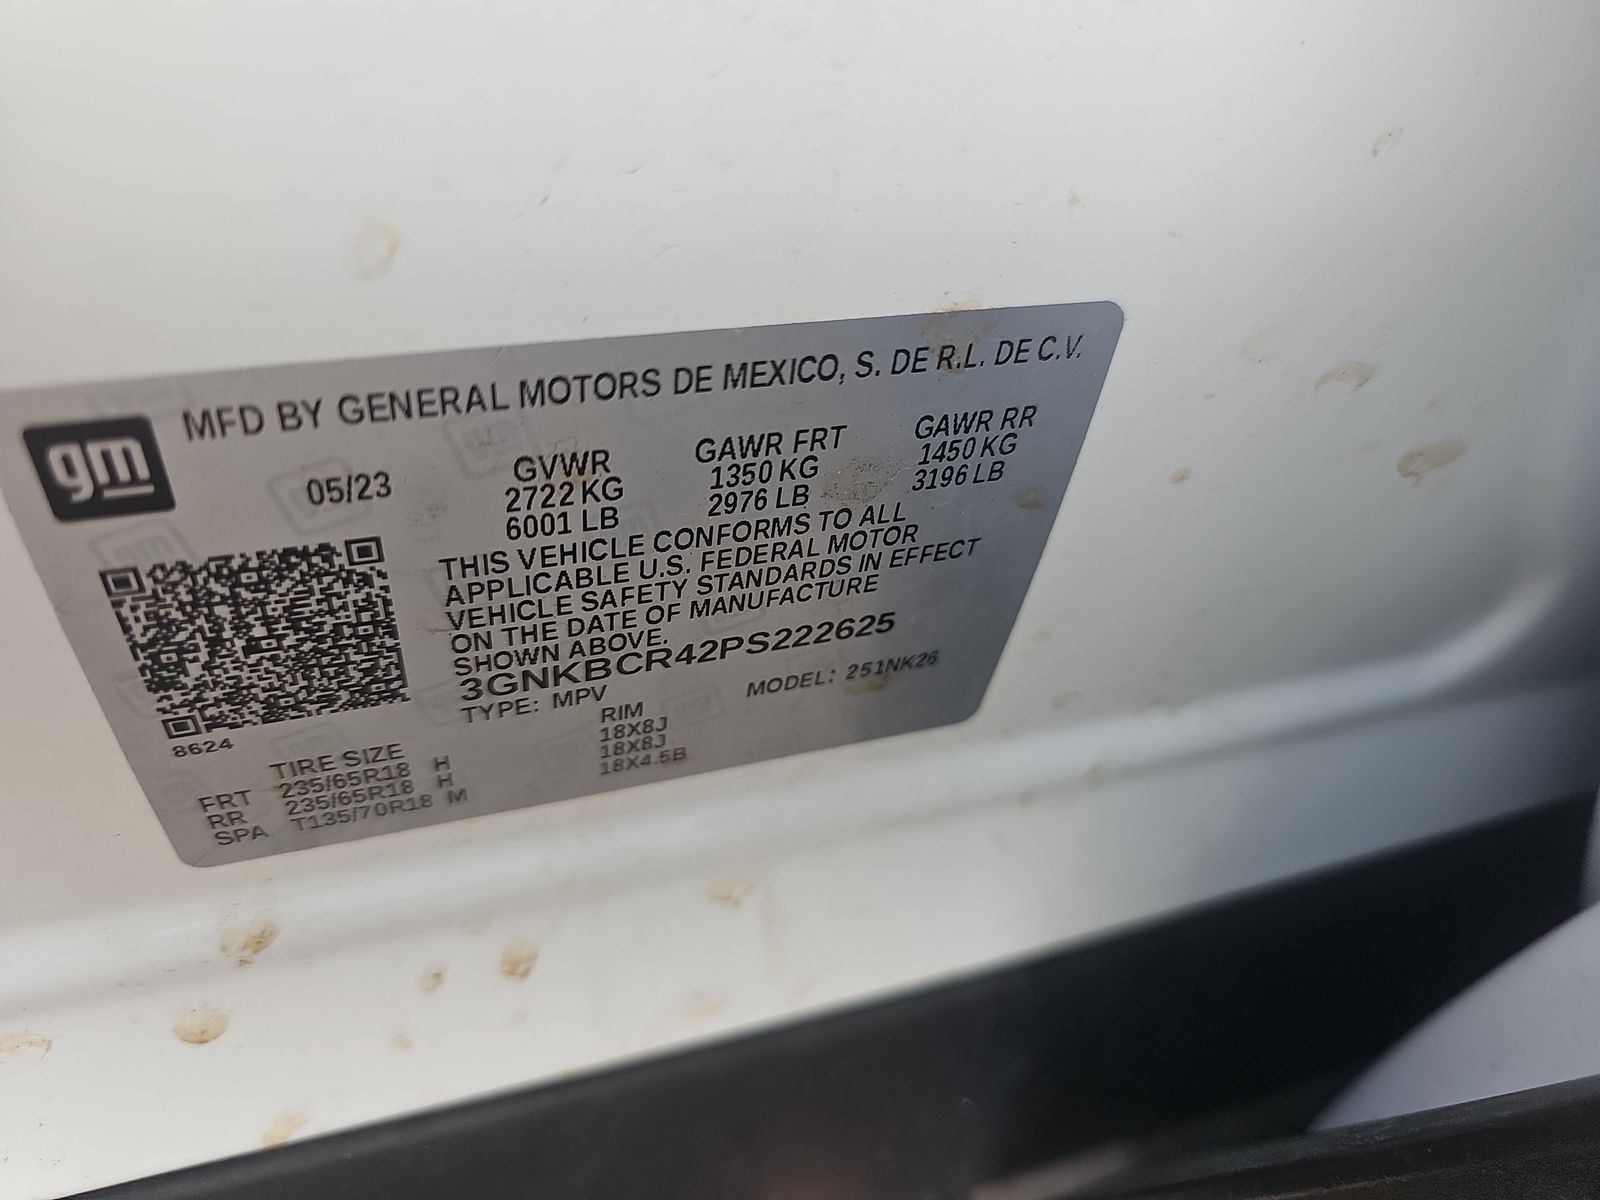 MFD BY GENERAL MOTORS DE MEXICO, S. DE R.L. DE C.V.
gm
05/23
GVWR GAWR FRT GAWR RR
2722 KG 1350 KG 1450 KG
6001 LB 2976 LB 3196 LB
THIS VEHICLE CONFORMS TO ALL
APPLICABLE U.S. FEDERAL MOTOR
VEHICLE SAFETY STANDARDS IN EFFECT
ON THE DATE OF MANUFACTURE
SHOWN ABOVE.
3GNKBCR42PS222625
TYPE: MPV MODEL: 251NK26
8624
TIRE SIZE RIM
FRT 235/65R18 H 18X8J
RR 235/65R18 H 18X8J
SPA T135/70R18 M 18X4.5B